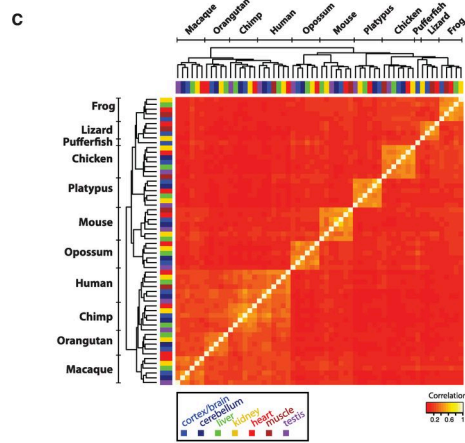 C
Macaque
Orangutan
Chimp
Human
Opossum
Mouse
Platypus
Chicken
Pufferfish
Lizard
Frog
Frog
Lizard
Pufferfish
Chicken
Platypus
Mouse
Opossum
Human
Chimp
Orangutan
Macaque
cortex/brain
cerebellum
liver
kidney
heart
muscle
testis
Correlation
0.2 0.6 1